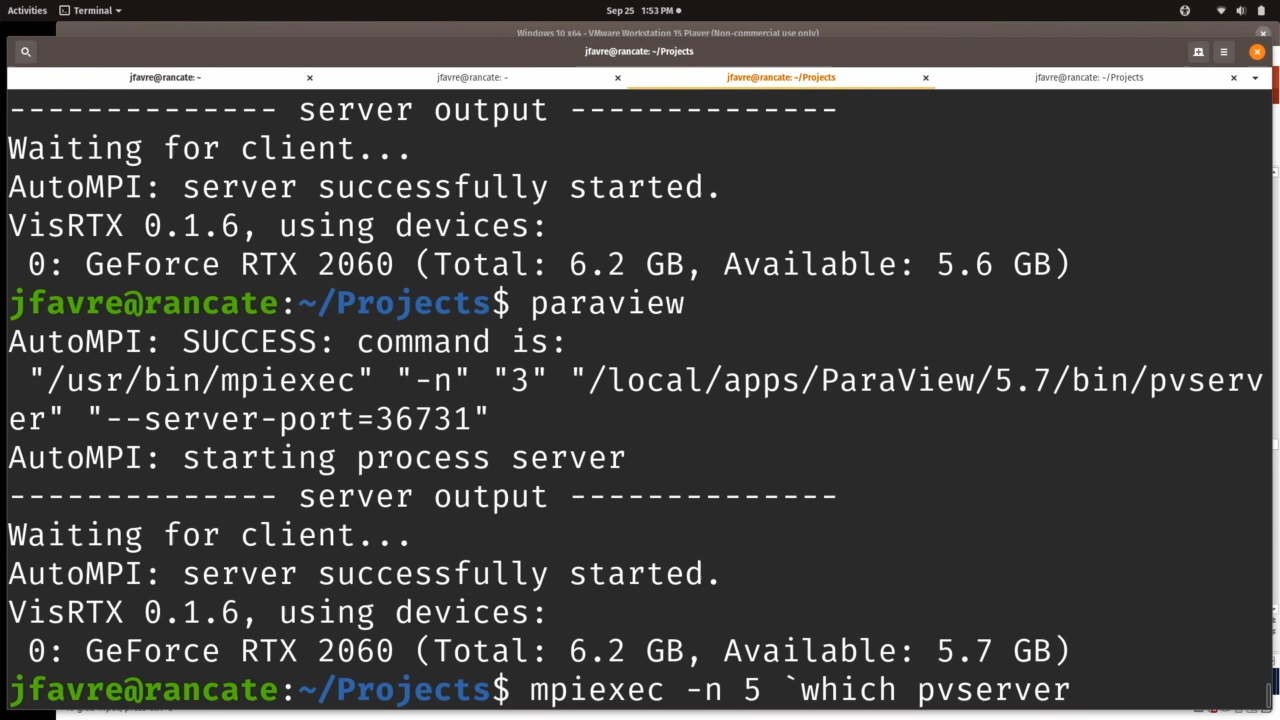 Activities Terminal Sep 25 1:53 PM
Windows 10 x64 - VMware Workstation 15 Player (Non-commercial use only)
jfavre@rancate: ~/Projects
jfavre@rancate: ~ jfavre@rancate: ~ jfavre@rancate: ~/Projects jfavre@rancate: ~/Projects
-------------- server output --------------
Waiting for client...
AutoMPI: server successfully started.
VisRTX 0.1.6, using devices:
 0: GeForce RTX 2060 (Total: 6.2 GB, Available: 5.6 GB)
jfavre@rancate:~/Projects$ paraview
AutoMPI: SUCCESS: command is:
 "/usr/bin/mpiexec" "-n" "3" "/local/apps/ParaView/5.7/bin/pvserv
er" "--server-port=36731"
AutoMPI: starting process server
-------------- server output --------------
Waiting for client...
AutoMPI: server successfully started.
VisRTX 0.1.6, using devices:
 0: GeForce RTX 2060 (Total: 6.2 GB, Available: 5.7 GB)
jfavre@rancate:~/Projects$ mpiexec -n 5 `which pvserver